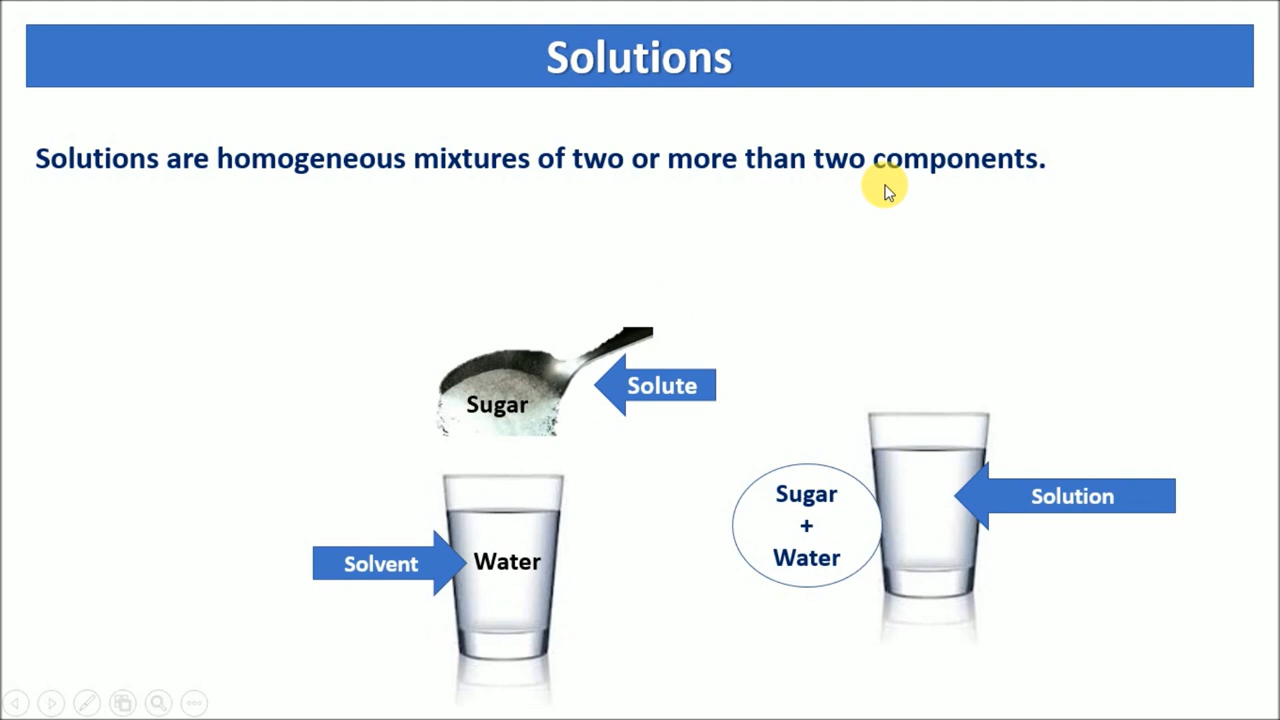 Solutions
Solutions are homogeneous mixtures of two or more than two components.
Sugar
Solute
Solvent
Water
Sugar
+
Water
Solution